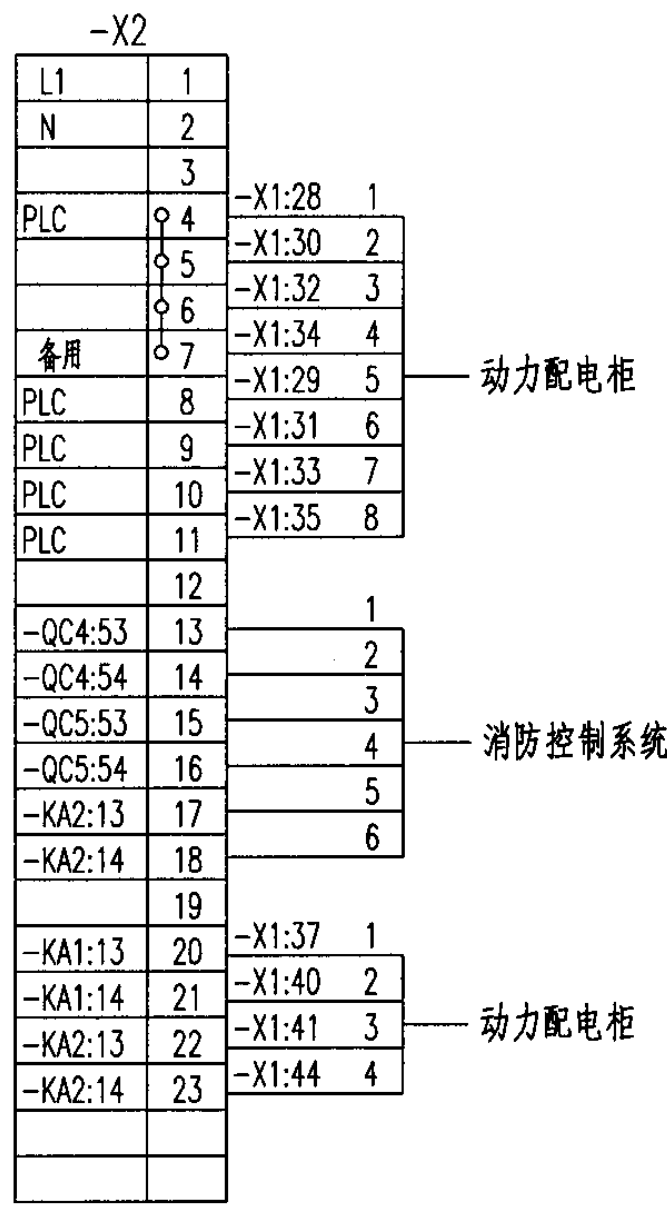 -X2
L1 1
N 2
3
-X1:28 1
PLC 4
-X1:30 2
5
-X1:32 3
6
-X1:34 4
备用 7
-X1:29 5
动力配电柜
PLC 8
-X1:31 6
PLC 9
-X1:33 7
PLC 10
-X1:35 8
PLC 11
12
1
-QC4:53 13
2
-QC4:54 14
3
-QC5:53 15
4
消防控制系统
-QC5:54 16
5
-KA2:13 17
6
-KA2:14 18
19
-X1:37 1
-KA1:13 20
-X1:40 2
-KA1:14 21
-X1:41 3
动力配电柜
-KA2:13 22
-X1:44 4
-KA2:14 23